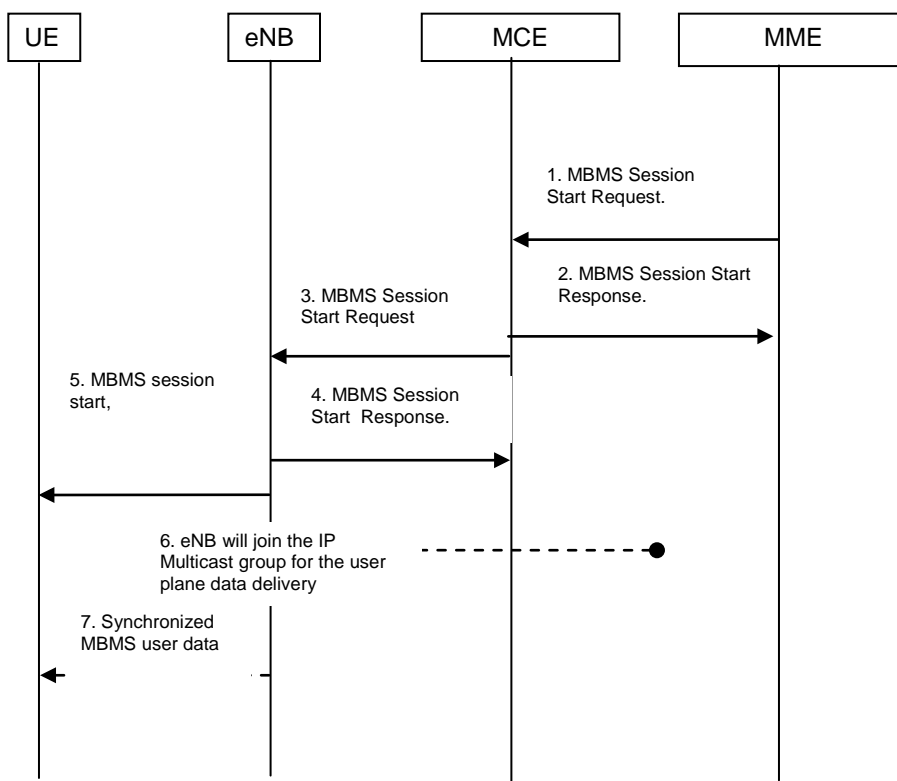 UE
eNB
MCE
MME
1. MBMS Session
Start Request.
2. MBMS Session Start
Response.
3. MBMS Session
Start Request
4. MBMS Session
Start  Response.
5. MBMS session
start,
6. eNB will join the IP
Multicast group for the user
plane data delivery
7. Synchronized
MBMS user data